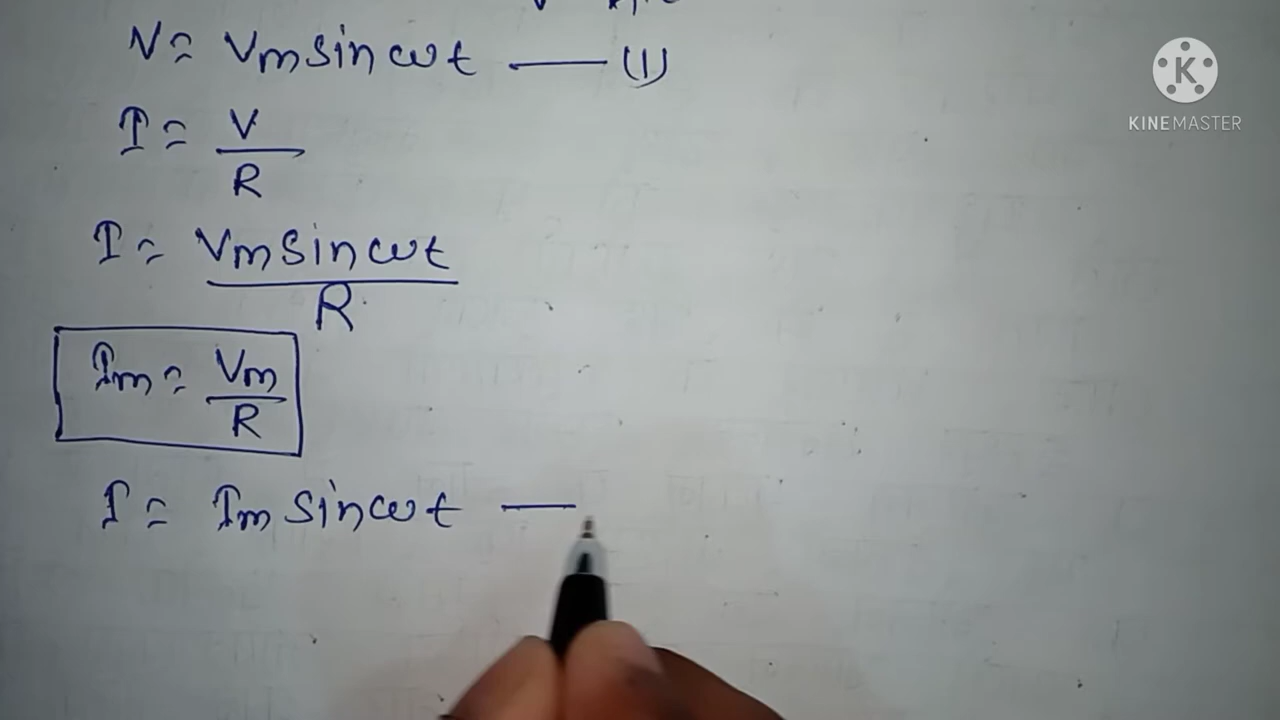 V = Vm sin ωt —— (1)
I = V
R
I = Vm sin ωt
R
Im = Vm
R
I = Im sin ωt ——
K
KINEMASTER